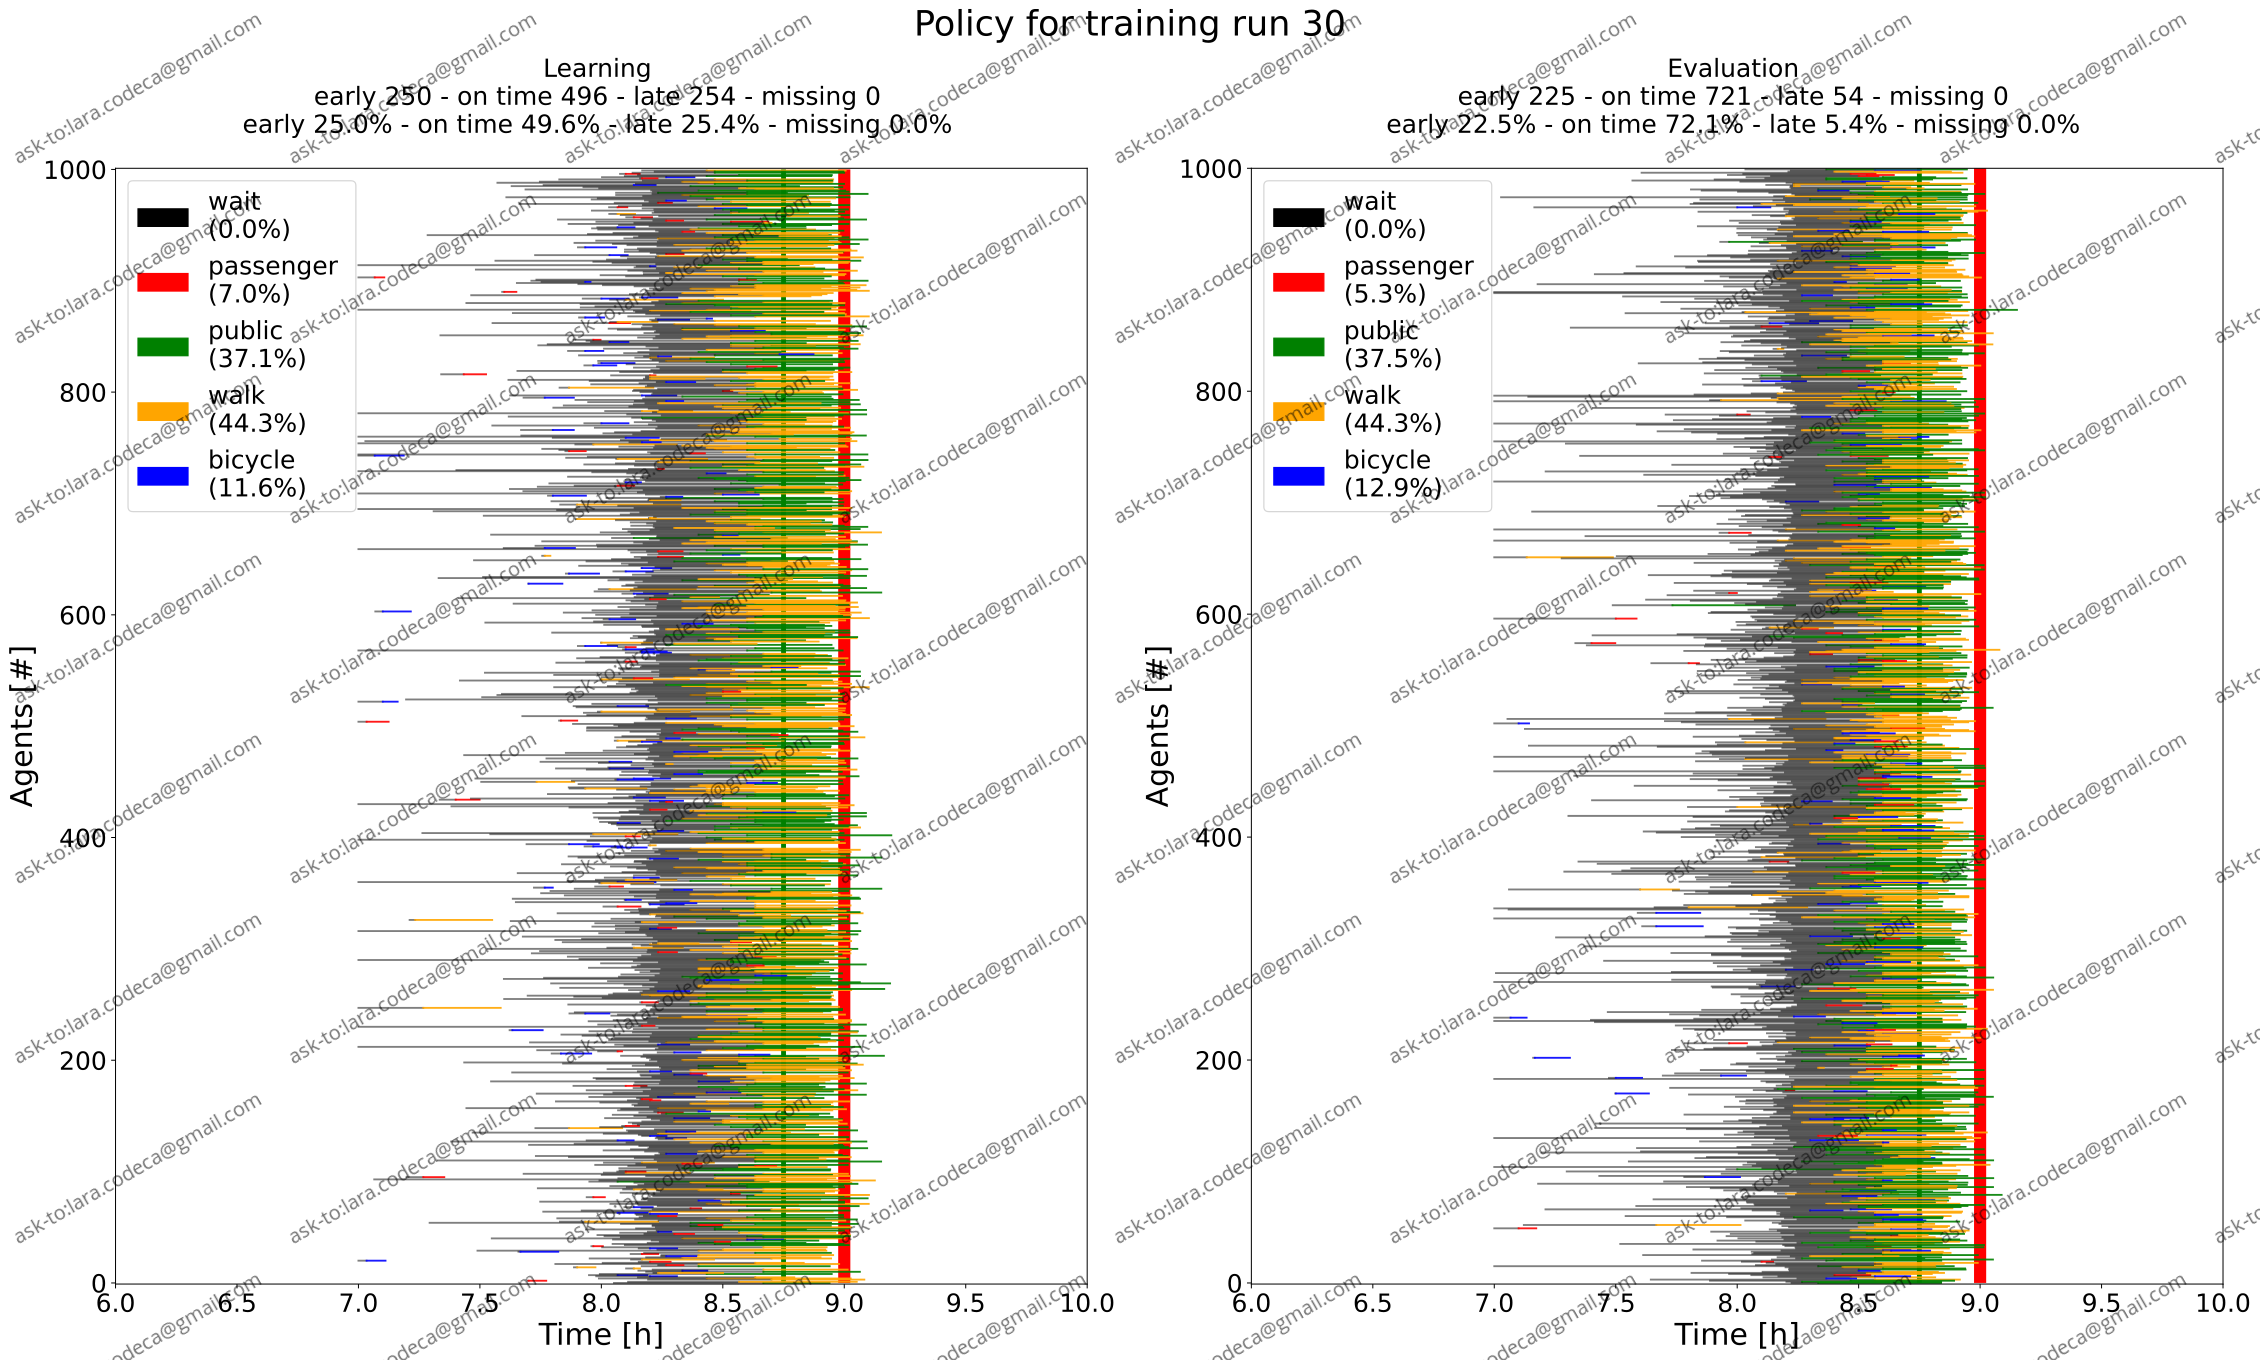 Policy for training run 30
Learning
early 250 - on time 496 - late 254 - missing 0
early 25.0% - on time 49.6% - late 25.4% - missing 0.0%
1000
800
600
400
200
0
Agents [#]
wait
(0.0%)
passenger
(7.0%)
public
(37.1%)
walk
(44.3%)
bicycle
(11.6%)
6.0 6.5 7.0 7.5 8.0 8.5 9.0 9.5 10.0
Time [h]
Evaluation
early 225 - on time 721 - late 54 - missing 0
early 22.5% - on time 72.1% - late 5.4% - missing 0.0%
1000
800
600
400
200
0
Agents [#]
wait
(0.0%)
passenger
(5.3%)
public
(37.5%)
walk
(44.3%)
bicycle
(12.9%)
6.0 6.5 7.0 7.5 8.0 8.5 9.0 9.5 10.0
Time [h]
ask-to:lara.codeca@gmail.com